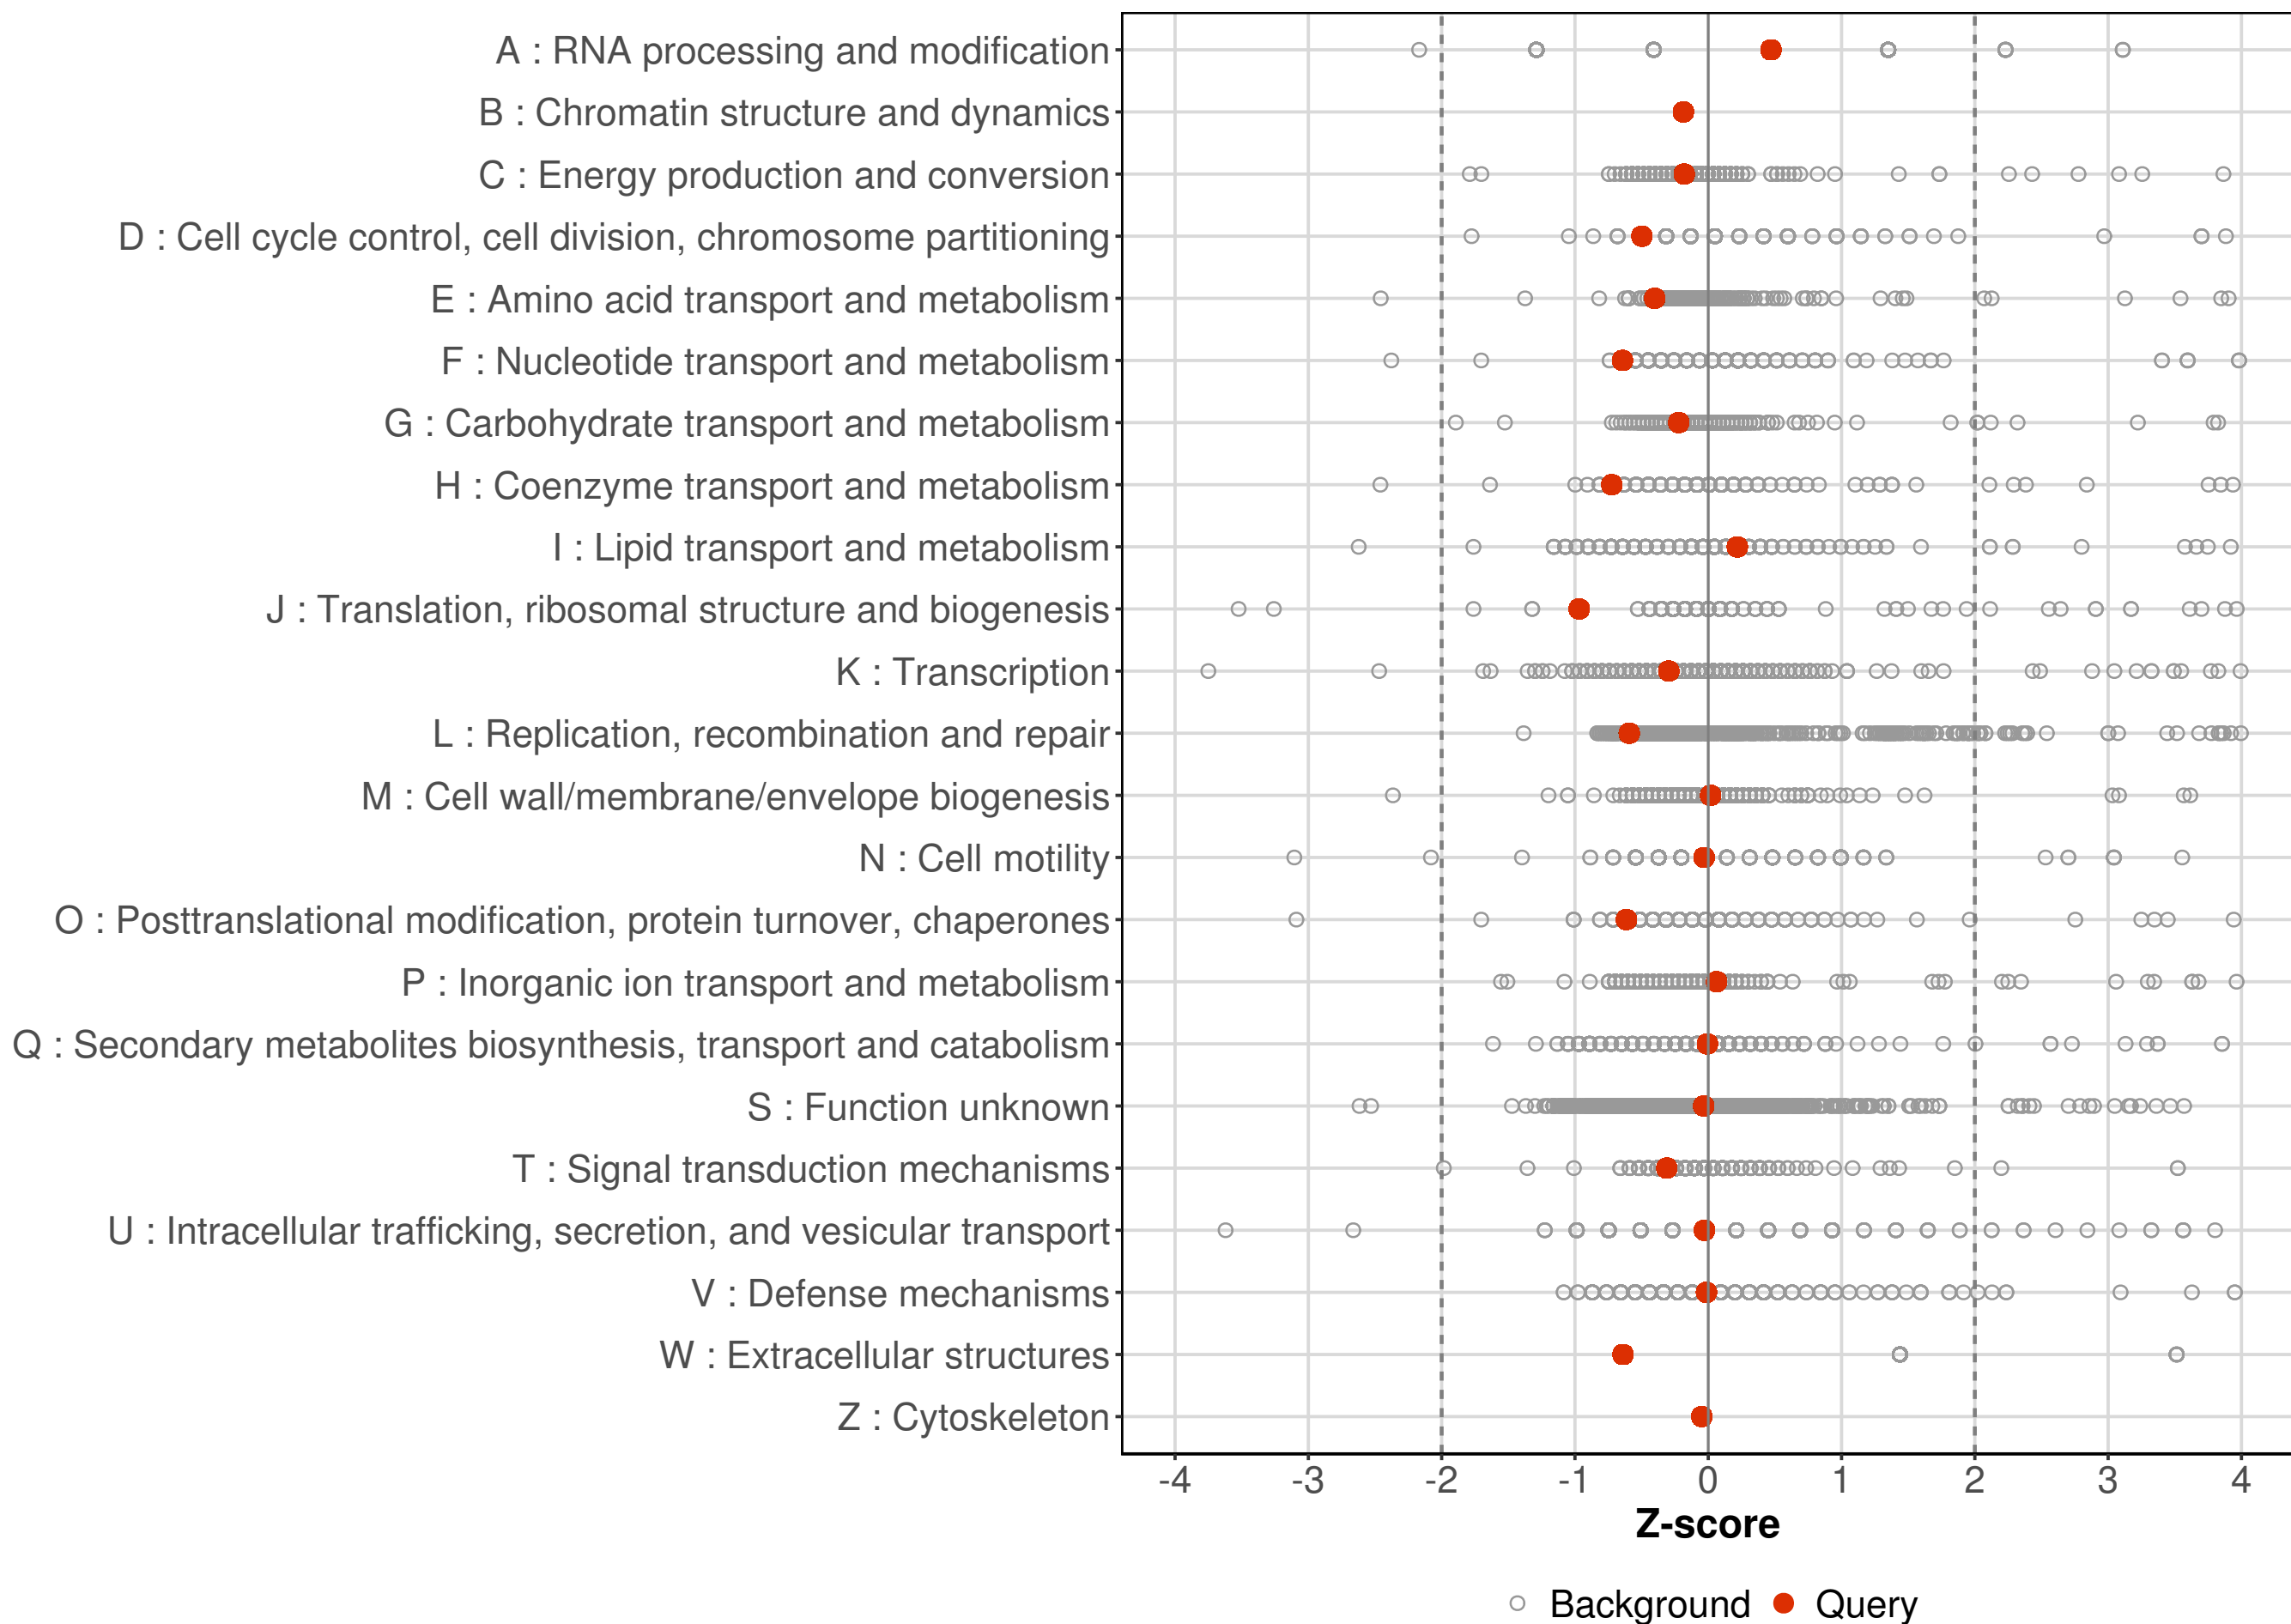 A : RNA processing and modification
B : Chromatin structure and dynamics
C : Energy production and conversion
D : Cell cycle control, cell division, chromosome partitioning
E : Amino acid transport and metabolism
F : Nucleotide transport and metabolism
G : Carbohydrate transport and metabolism
H : Coenzyme transport and metabolism
I : Lipid transport and metabolism
J : Translation, ribosomal structure and biogenesis
K : Transcription
L : Replication, recombination and repair
M : Cell wall/membrane/envelope biogenesis
N : Cell motility
O : Posttranslational modification, protein turnover, chaperones
P : Inorganic ion transport and metabolism
Q : Secondary metabolites biosynthesis, transport and catabolism
S : Function unknown
T : Signal transduction mechanisms
U : Intracellular trafficking, secretion, and vesicular transport
V : Defense mechanisms
W : Extracellular structures
Z : Cytoskeleton
-4 -3 -2 -1 0 1 2 3 4
Z-score
Background Query